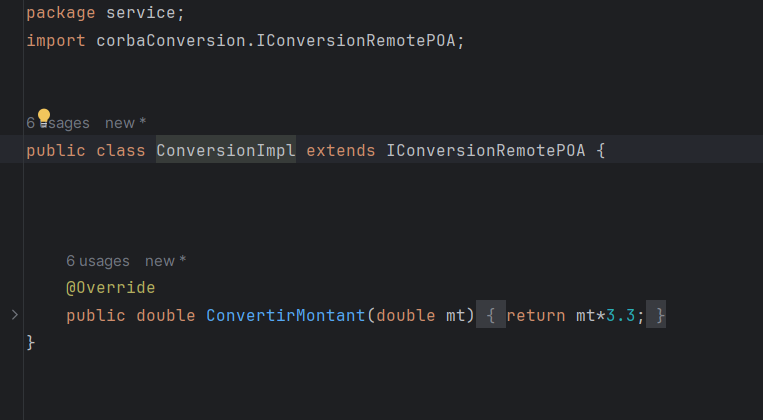 package service;
import corbaConversion.IConversionRemotePOA;
6 usages new *
public class ConversionImpl extends IConversionRemotePOA {
6 usages new *
@Override
public double ConvertirMontant(double mt) { return mt*3.3; }
}